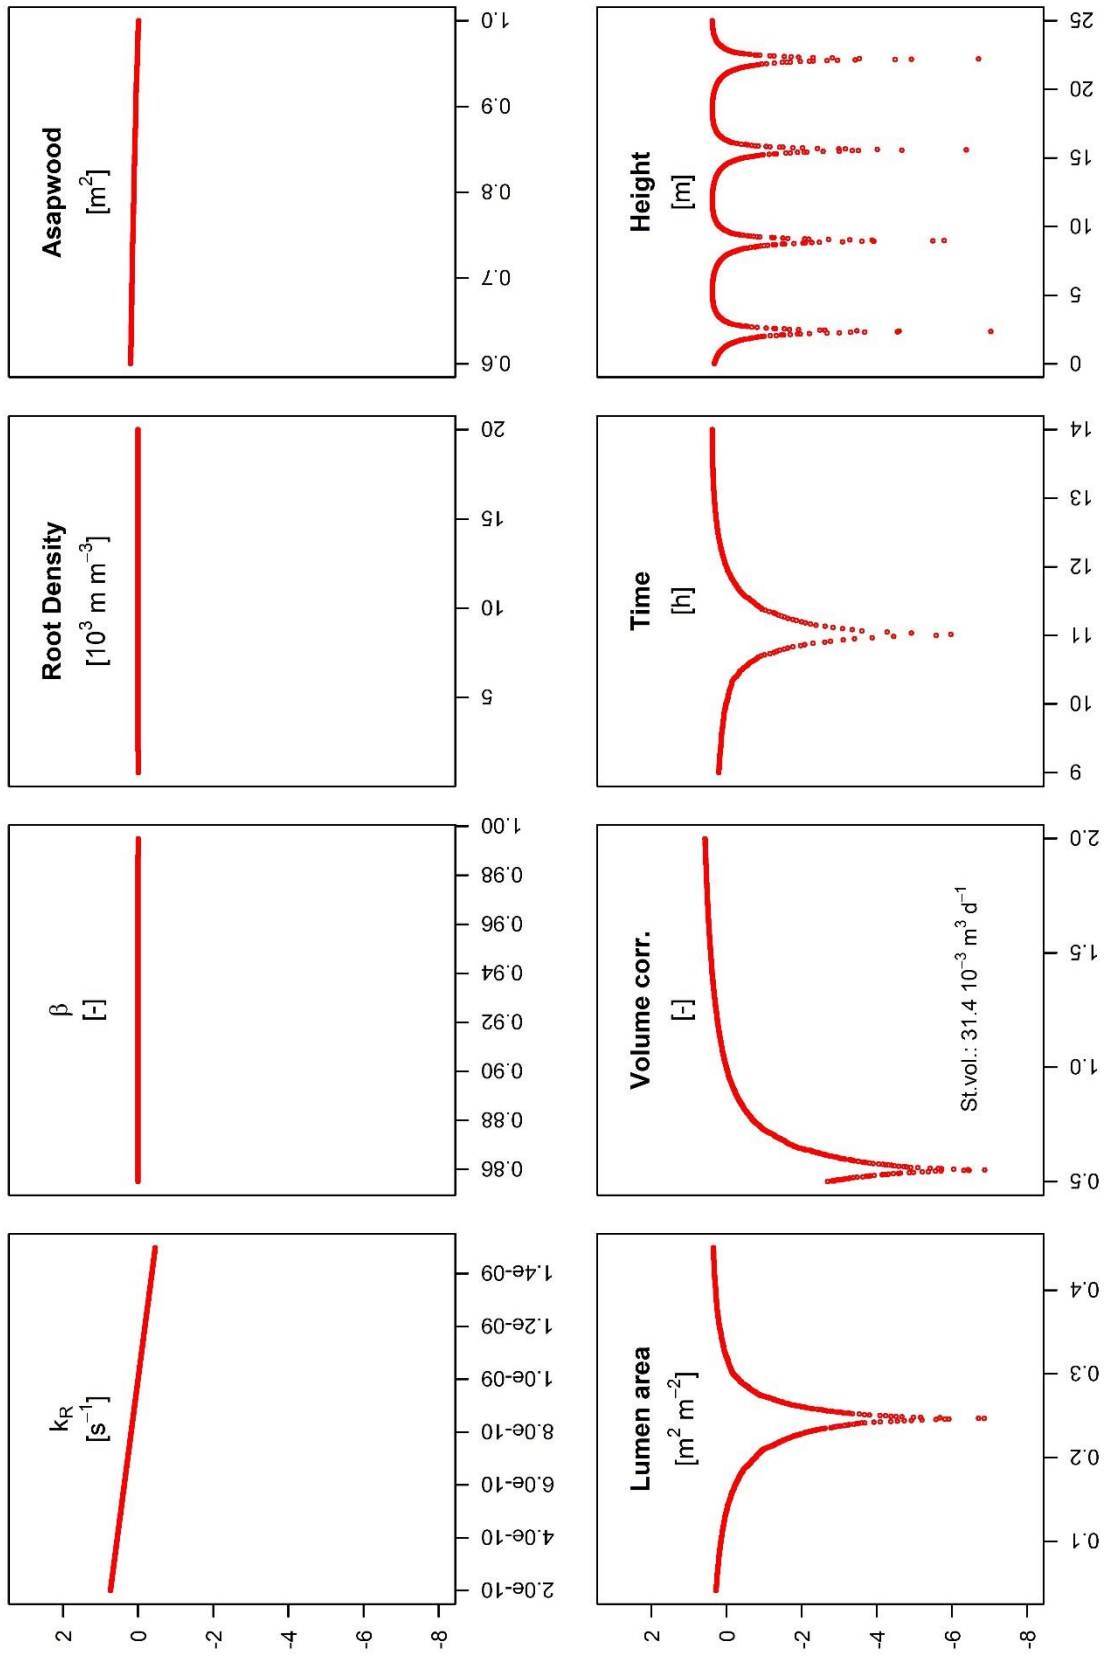 k_R
[s⁻¹]
2
0
-2
-4
-6
-8
2.0e-10
4.0e-10
6.0e-10
8.0e-10
1.0e-09
1.2e-09
1.4e-09
β
[-]
0.86
0.88
0.90
0.92
0.94
0.96
0.98
1.00
Root Density
[10³ m m⁻³]
5
10
15
20
Asapwood
[m²]
0.6
0.7
0.8
0.9
1.0
Lumen area
[m² m⁻²]
2
0
-2
-4
-6
-8
0.1
0.2
0.3
0.4
Volume corr.
[-]
St.vol.: 31.4 10⁻³ m³ d⁻¹
0.5
1.0
1.5
2.0
Time
[h]
9
10
11
12
13
14
Height
[m]
0
5
10
15
20
25